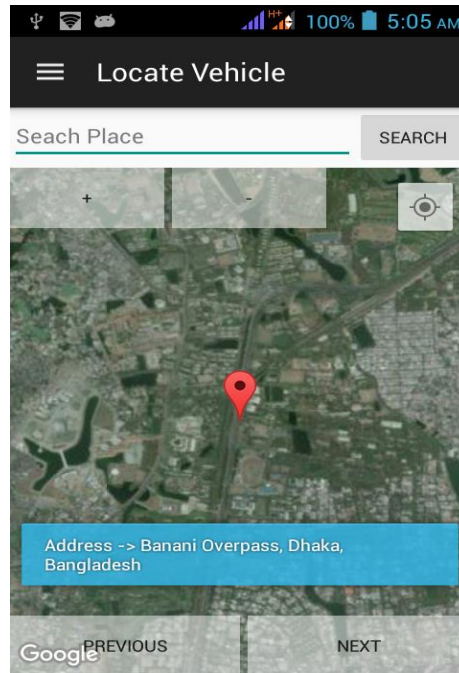 H+ 100% 5:05 AM
Locate Vehicle
Seach Place SEARCH
+ -
Address -> Banani Overpass, Dhaka,
Bangladesh
Google PREVIOUS NEXT